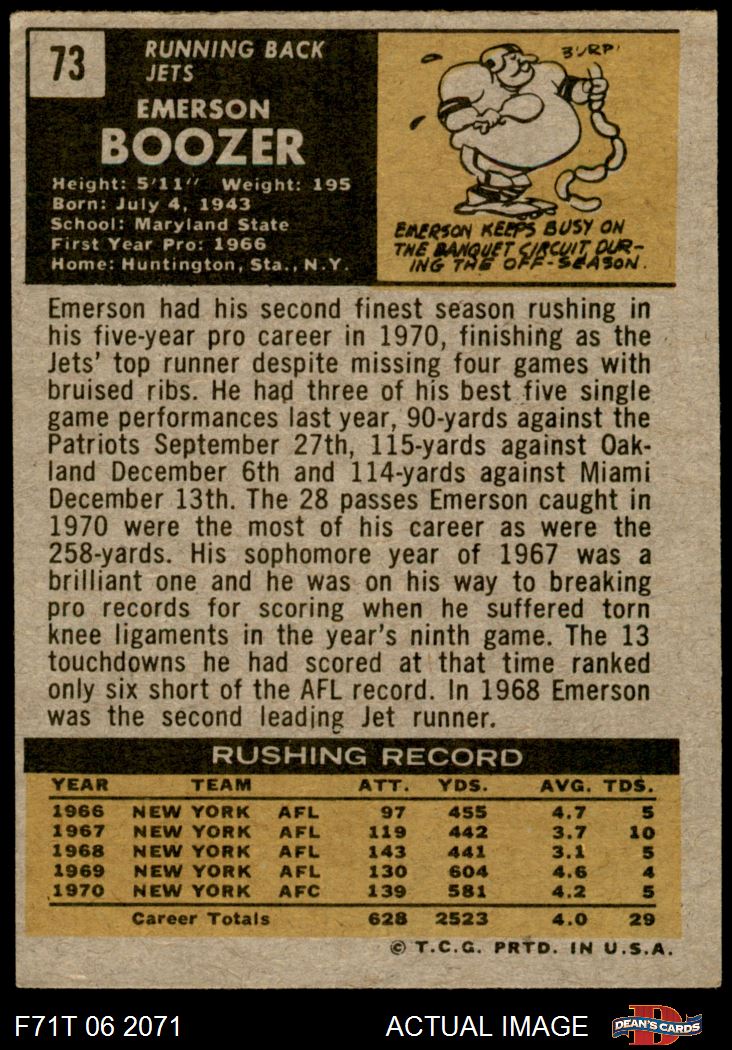 73
RUNNING BACK
JETS
EMERSON
BOOZER
Height: 5'11" Weight: 195
Born: July 4, 1943
School: Maryland State
First Year Pro: 1966
Home: Huntington, Sta., N.Y.
BURP
EMERSON KEEPS BUSY ON
THE BANQUET CIRCUIT DUR-
ING THE OFF-SEASON.
Emerson had his second finest season rushing in
his five-year pro career in 1970, finishing as the
Jets' top runner despite missing four games with
bruised ribs. He had three of his best five single
game performances last year, 90-yards against the
Patriots September 27th, 115-yards against Oak-
land December 6th and 114-yards against Miami
December 13th. The 28 passes Emerson caught in
1970 were the most of his career as were the
258-yards. His sophomore year of 1967 was a
brilliant one and he was on his way to breaking
pro records for scoring when he suffered torn
knee ligaments in the year's ninth game. The 13
touchdowns he had scored at that time ranked
only six short of the AFL record. In 1968 Emerson
was the second leading Jet runner.
RUSHING RECORD
YEAR TEAM ATT. YDS. AVG. TDS.
1966 NEW YORK AFL 97 455 4.7 5
1967 NEW YORK AFL 119 442 3.7 10
1968 NEW YORK AFL 143 441 3.1 5
1969 NEW YORK AFL 130 604 4.6 4
1970 NEW YORK AFC 139 581 4.2 5
Career Totals 628 2523 4.0 29
© T.C.G. PRTD. IN U.S.A.
F71T 06 2071 ACTUAL IMAGE
D
DEAN'S CARDS